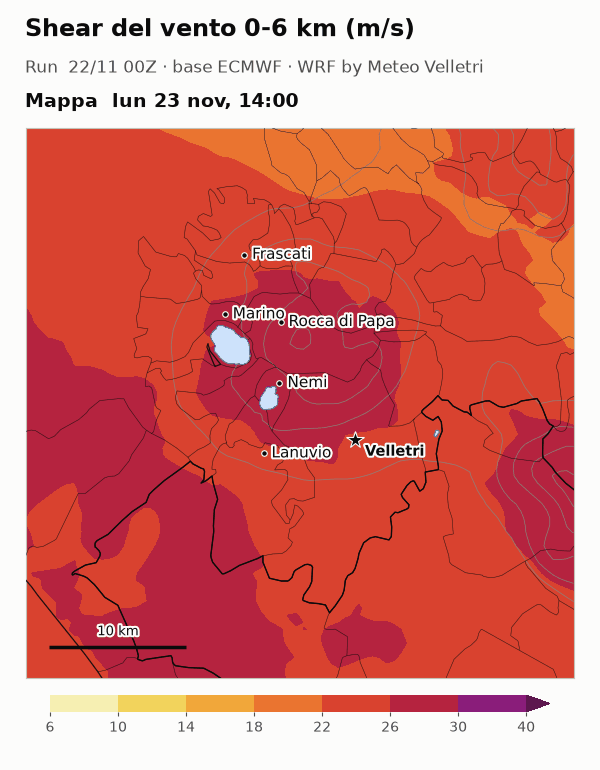 Shear del vento 0-6 km (m/s)
Run  22/11 00Z · base ECMWF · WRF by Meteo Velletri
Mappa  lun 23 nov, 14:00
Frascati
Marino
Rocca di Papa
Nemi
Velletri
Lanuvio
10 km
6 10 14 18 22 26 30 40